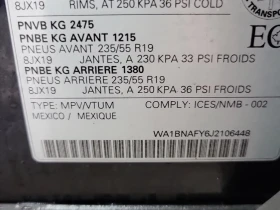 8JX19 RIMS, AT 250 KPA 36 PSI COLD
PNVB KG 2475
PNBE KG AVANT 1215
PNEUS AVANT 235/55 R19
8JX19 JANTES, A 230 KPA 33 PSI FROIDS
PNBE KG ARRIERE 1380
PNEUS ARRIERE 235/55 R19
8JX19 JANTES, A 250 KPA 36 PSI FROIDS
TYPE: MPV/VTUM COMPLY: ICES/NMB - 002
MEXICO / MEXIQUE
WA1BNAFY6J2106448
TRANSPORT